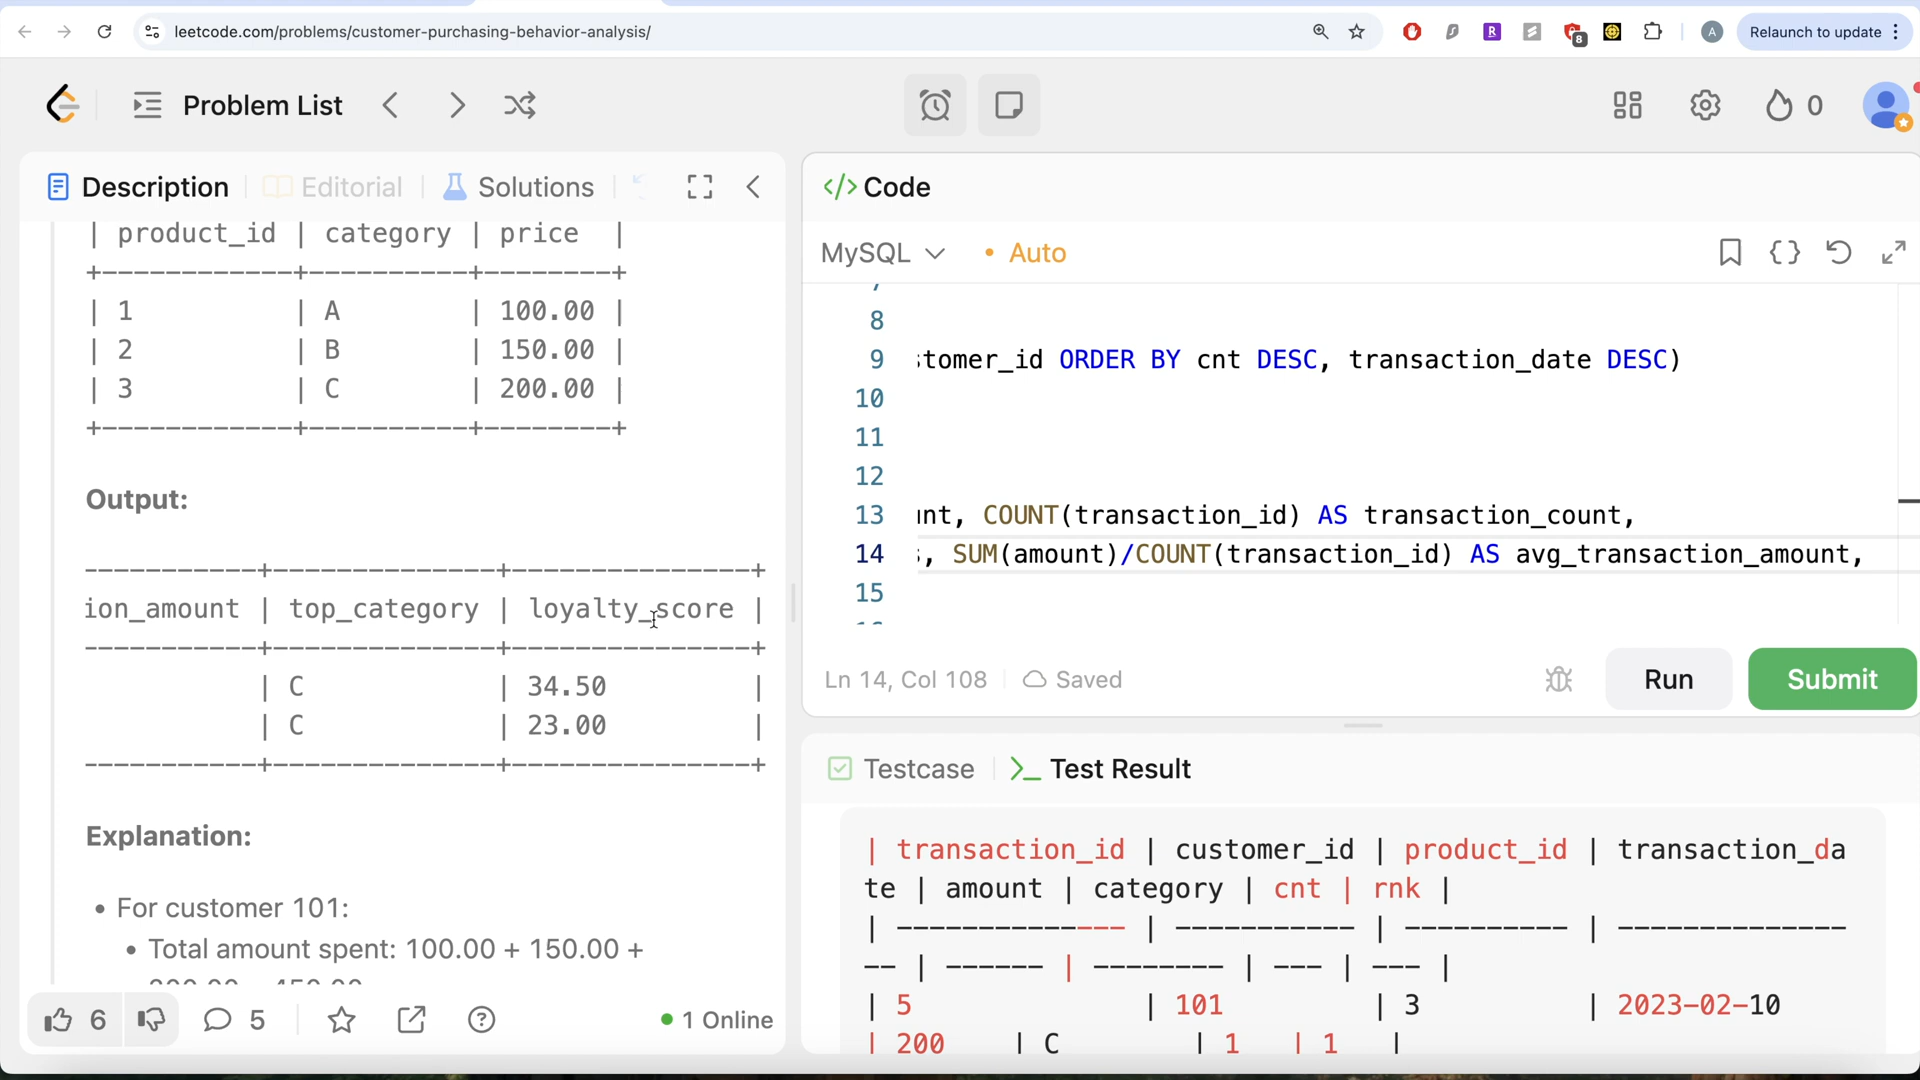 leetcode.com/problems/customer-purchasing-behavior-analysis/
8
A
Relaunch to update
Problem List
0
Description
Editorial
Solutions
| product_id | category | price |
+------------+----------+--------+
| 1 | A | 100.00 |
| 2 | B | 150.00 |
| 3 | C | 200.00 |
+------------+----------+--------+
Output:
-----------+--------------+---------------+
ion_amount | top_category | loyalty_score |
-----------+--------------+---------------+
| C | 34.50 |
| C | 23.00 |
-----------+--------------+---------------+
Explanation:
• For customer 101:
• Total amount spent: 100.00 + 150.00 +
6
5
1 Online
</> Code
MySQL
• Auto
8
9 stomer_id ORDER BY cnt DESC, transaction_date DESC)
10
11
12
13 unt, COUNT(transaction_id) AS transaction_count,
14 s, SUM(amount)/COUNT(transaction_id) AS avg_transaction_amount,
15
Ln 14, Col 108
Saved
Run
Submit
Testcase
>_ Test Result
| transaction_id | customer_id | product_id | transaction_da
te | amount | category | cnt | rnk |
| -------------- | ----------- | ---------- | --------------
-- | ------ | -------- | --- | --- |
| 5 | 101 | 3 | 2023-02-10
| 200 | C | 1 | 1 |